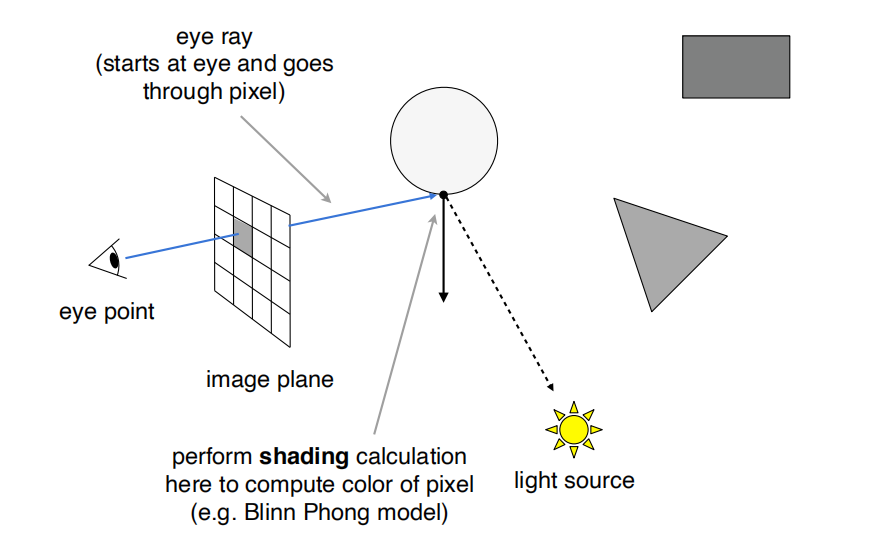 eye ray
(starts at eye and goes
through pixel)
eye point
image plane
perform shading calculation
here to compute color of pixel
(e.g. Blinn Phong model)
light source